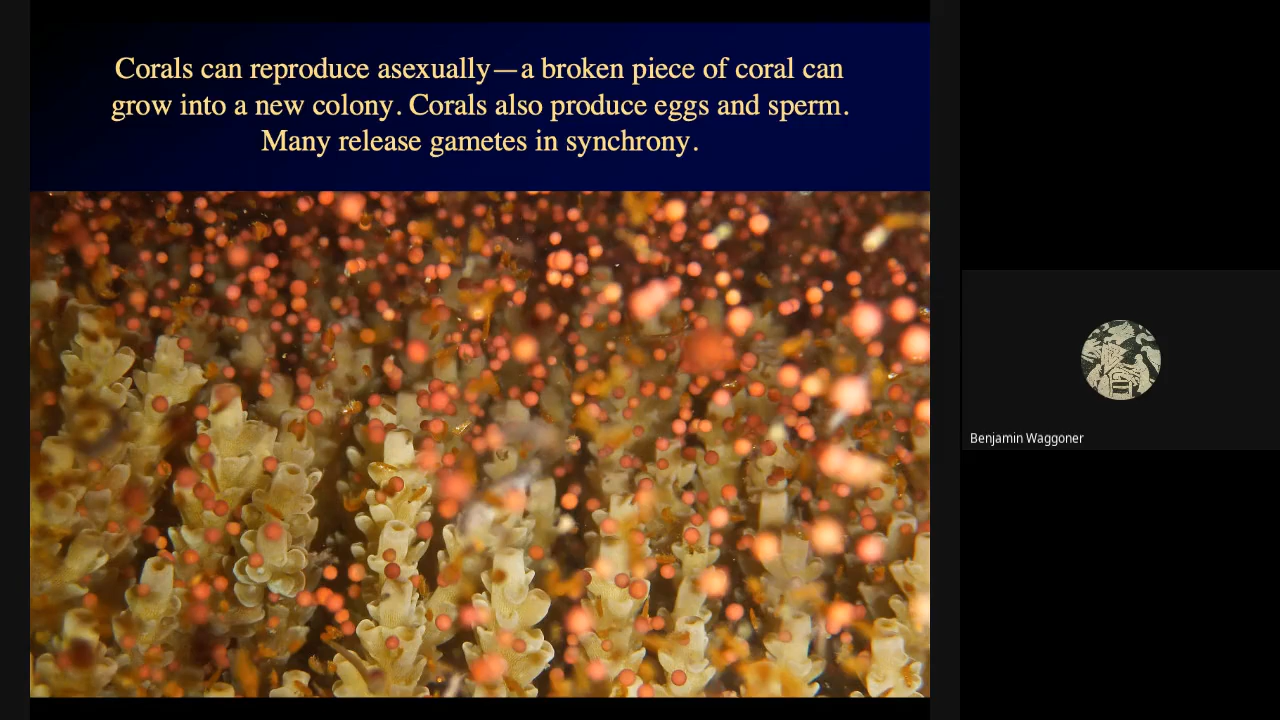 Corals can reproduce asexually—a broken piece of coral can
grow into a new colony. Corals also produce eggs and sperm.
Many release gametes in synchrony.
Benjamin Waggoner